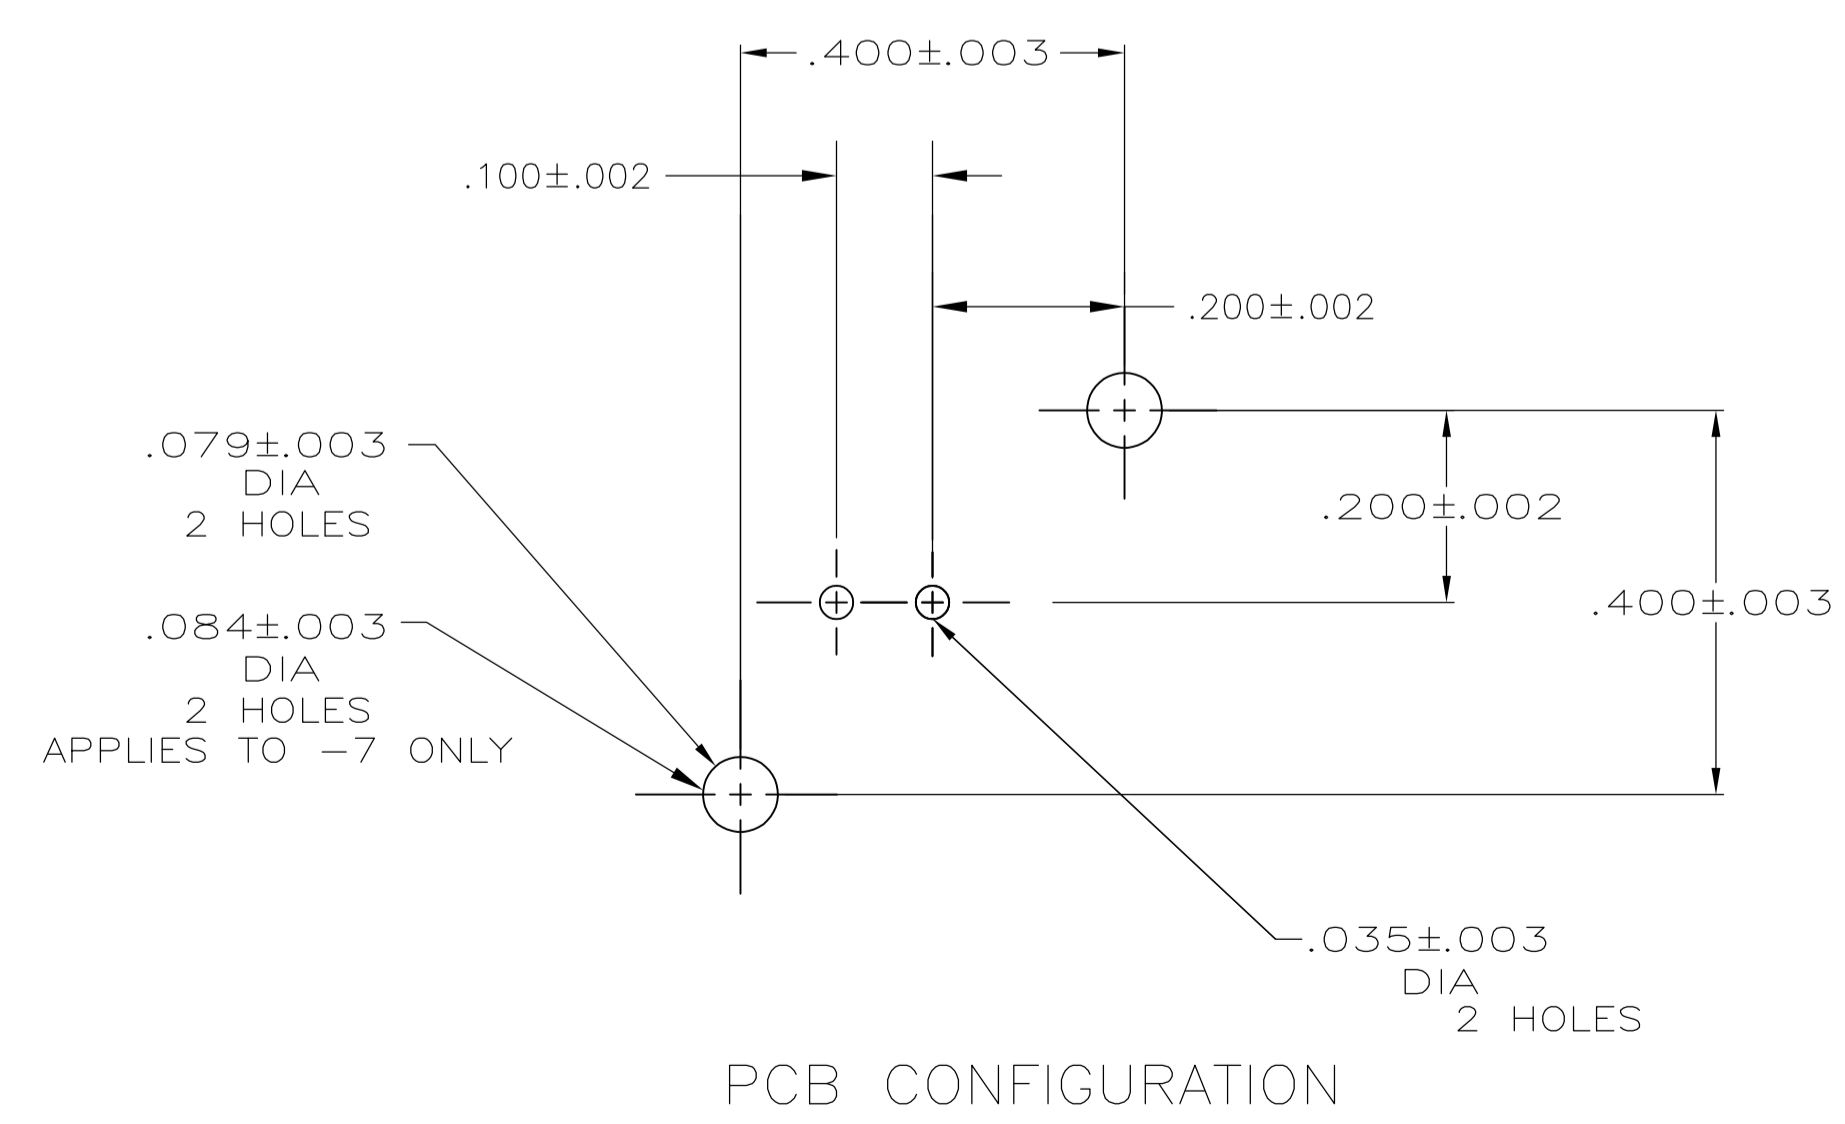 .400±.003
.100±.002
.200±.002
.079±.003
DIA
2 HOLES
.200±.002
.400±.003
.084±.003
DIA
2 HOLES
APPLIES TO -7 ONLY
.035±.003
DIA
2 HOLES
PCB CONFIGURATION